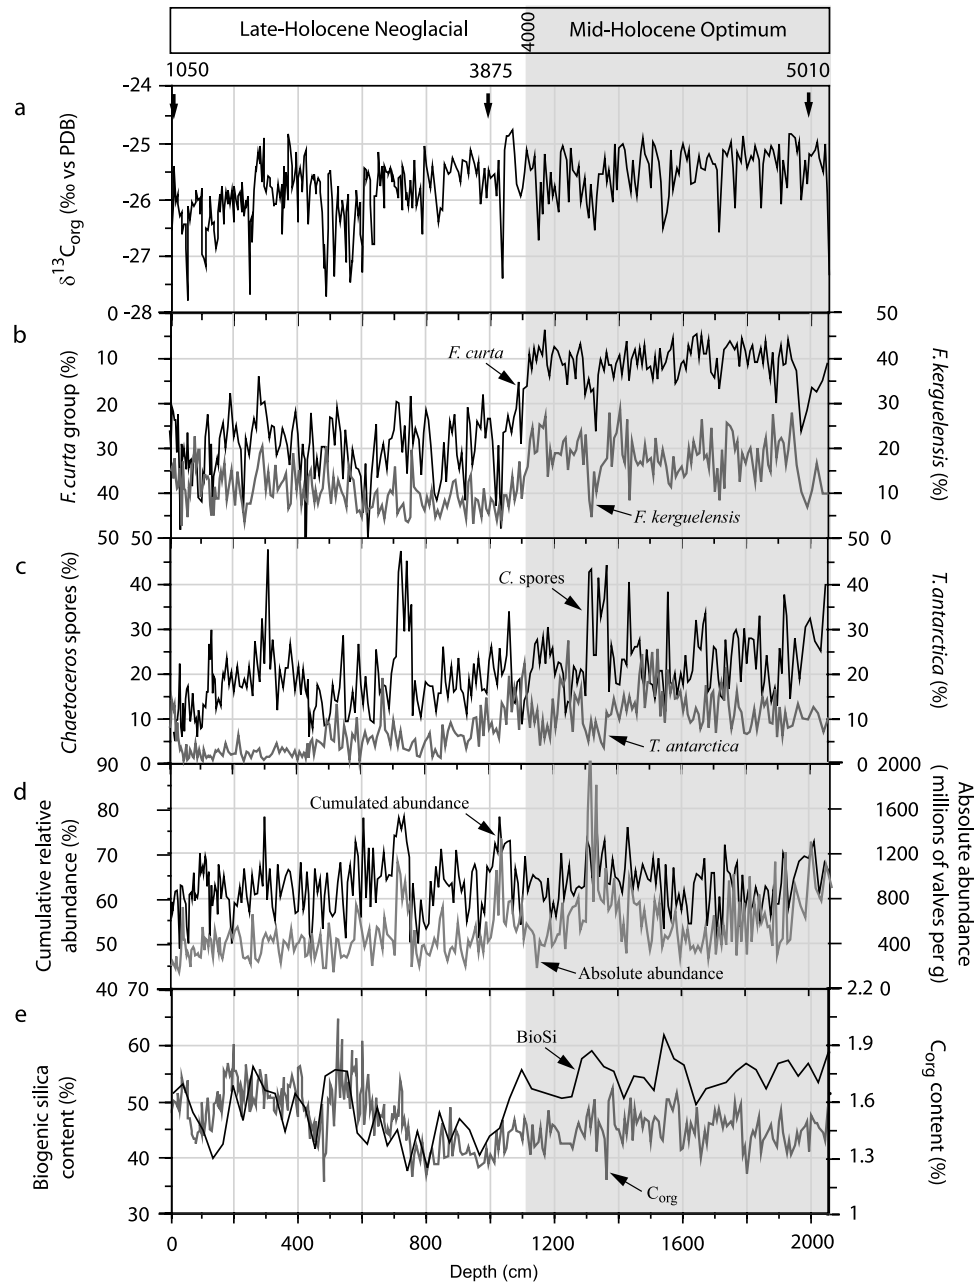 Late-Holocene Neoglacial
4000
Mid-Holocene Optimum
1050
3875
5010
a
-24
-25
-26
-27
-28
δ13Corg (‰ vs PDB)
b
0
10
20
30
40
50
F. curta group (%)
F. curta
F. kerguelensis
50
40
30
20
10
0
F. kerguelensis (%)
c
40
30
20
10
0
Chaetoceros spores (%)
C. spores
T. antarctica
50
40
30
20
10
0
T. antarctica (%)
d
90
80
70
60
50
40
Cumulative relative
abundance (%)
Cumulated abundance
Absolute abundance
2000
1600
1200
800
400
0
Absolute abundance
( millions of valves per g)
e
70
60
50
40
30
Biogenic silica
content (%)
BioSi
Corg
2.2
1.9
1.6
1.3
1
Corg content (%)
0
400
800
1200
1600
2000
Depth (cm)